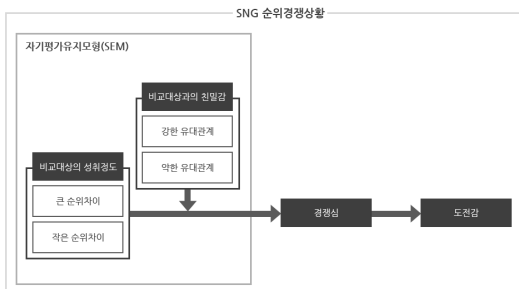 SNG 순위경쟁상황
자기평가유지모형(SEM)
비교대상과의 친밀감
강한 유대관계
약한 유대관계
비교대상의 성취정도
큰 순위차이
작은 순위차이
경쟁심
도전감